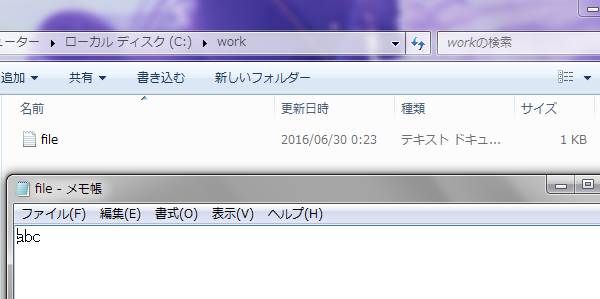 ューター ▸ ローカル ディスク (C:) ▸ work workの検索
追加 ▼ 共有 ▼ 書き込む 新しいフォルダー
名前 更新日時 種類 サイズ
file 2016/06/30 0:23 テキスト ドキュ... 1 KB
file - メモ帳
ファイル(F) 編集(E) 書式(O) 表示(V) ヘルプ(H)
abc